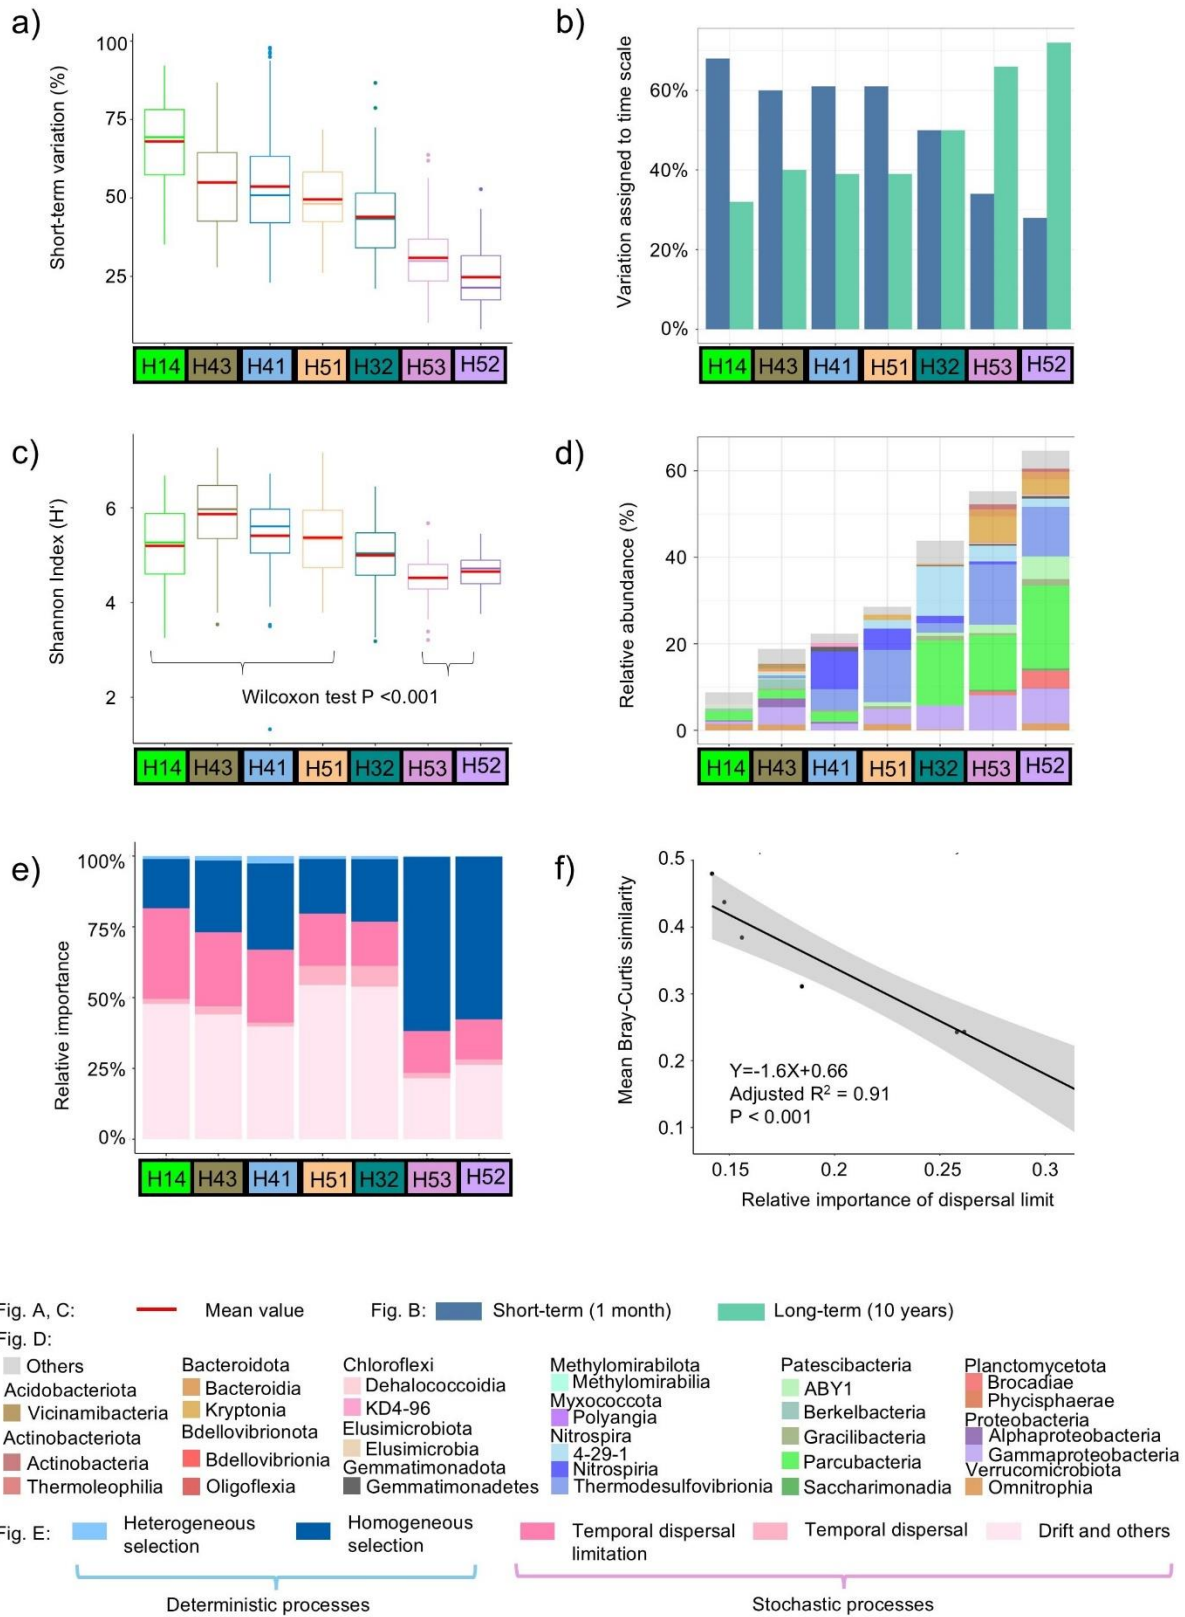 a)
Short-term variation (%)
100
75
50
25
H14 H43 H41 H51 H32 H53 H52
b)
Variation assigned to time scale
60%
40%
20%
0%
H14 H43 H41 H51 H32 H53 H52
c)
Shannon Index (H')
6
4
2
Wilcoxon test P <0.001
H14 H43 H41 H51 H32 H53 H52
d)
Relative abundance (%)
60
40
20
0
H14 H43 H41 H51 H32 H53 H52
e)
Relative importance
100%
75%
50%
25%
0%
H14 H43 H41 H51 H32 H53 H52
f)
Mean Bray-Curtis similarity
0.5
0.4
0.3
0.2
0.1
Y=-1.6X+0.66
Adjusted R² = 0.91
P < 0.001
0.15 0.2 0.25 0.3
Relative importance of dispersal limit
Fig. A, C: Mean value Fig. B: Short-term (1 month) Long-term (10 years)
Fig. D:
Others
Acidobacteriota
Vicinamibacteria
Actinobacteriota
Actinobacteria
Thermoleophilia
Bacteroidota
Bacteroidia
Kryptonia
Bdellovibrionota
Bdellovibrionia
Oligoflexia
Chloroflexi
Dehalococcoidia
KD4-96
Elusimicrobiota
Elusimicrobia
Gemmatimonadota
Gemmatimonadetes
Methylomirabilota
Methylomirabilia
Myxococcota
Polyangia
Nitrospira
4-29-1
Nitrospiria
Thermodesulfovibrionia
Patescibacteria
ABY1
Berkelbacteria
Gracilibacteria
Parcubacteria
Saccharimonadia
Planctomycetota
Brocadiae
Phycisphaerae
Proteobacteria
Alphaproteobacteria
Gammaproteobacteria
Verrucomicrobiota
Omnitrophia
Fig. E:
Heterogeneous
selection
Homogeneous
selection
Temporal dispersal
limitation
Temporal dispersal
Drift and others
Deterministic processes
Stochastic processes